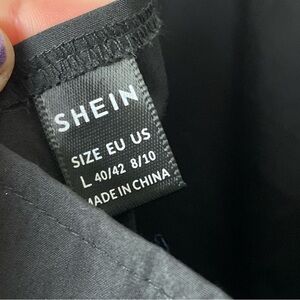 SHEIN
SIZE EU US
L 40/42 8/10
MADE IN CHINA